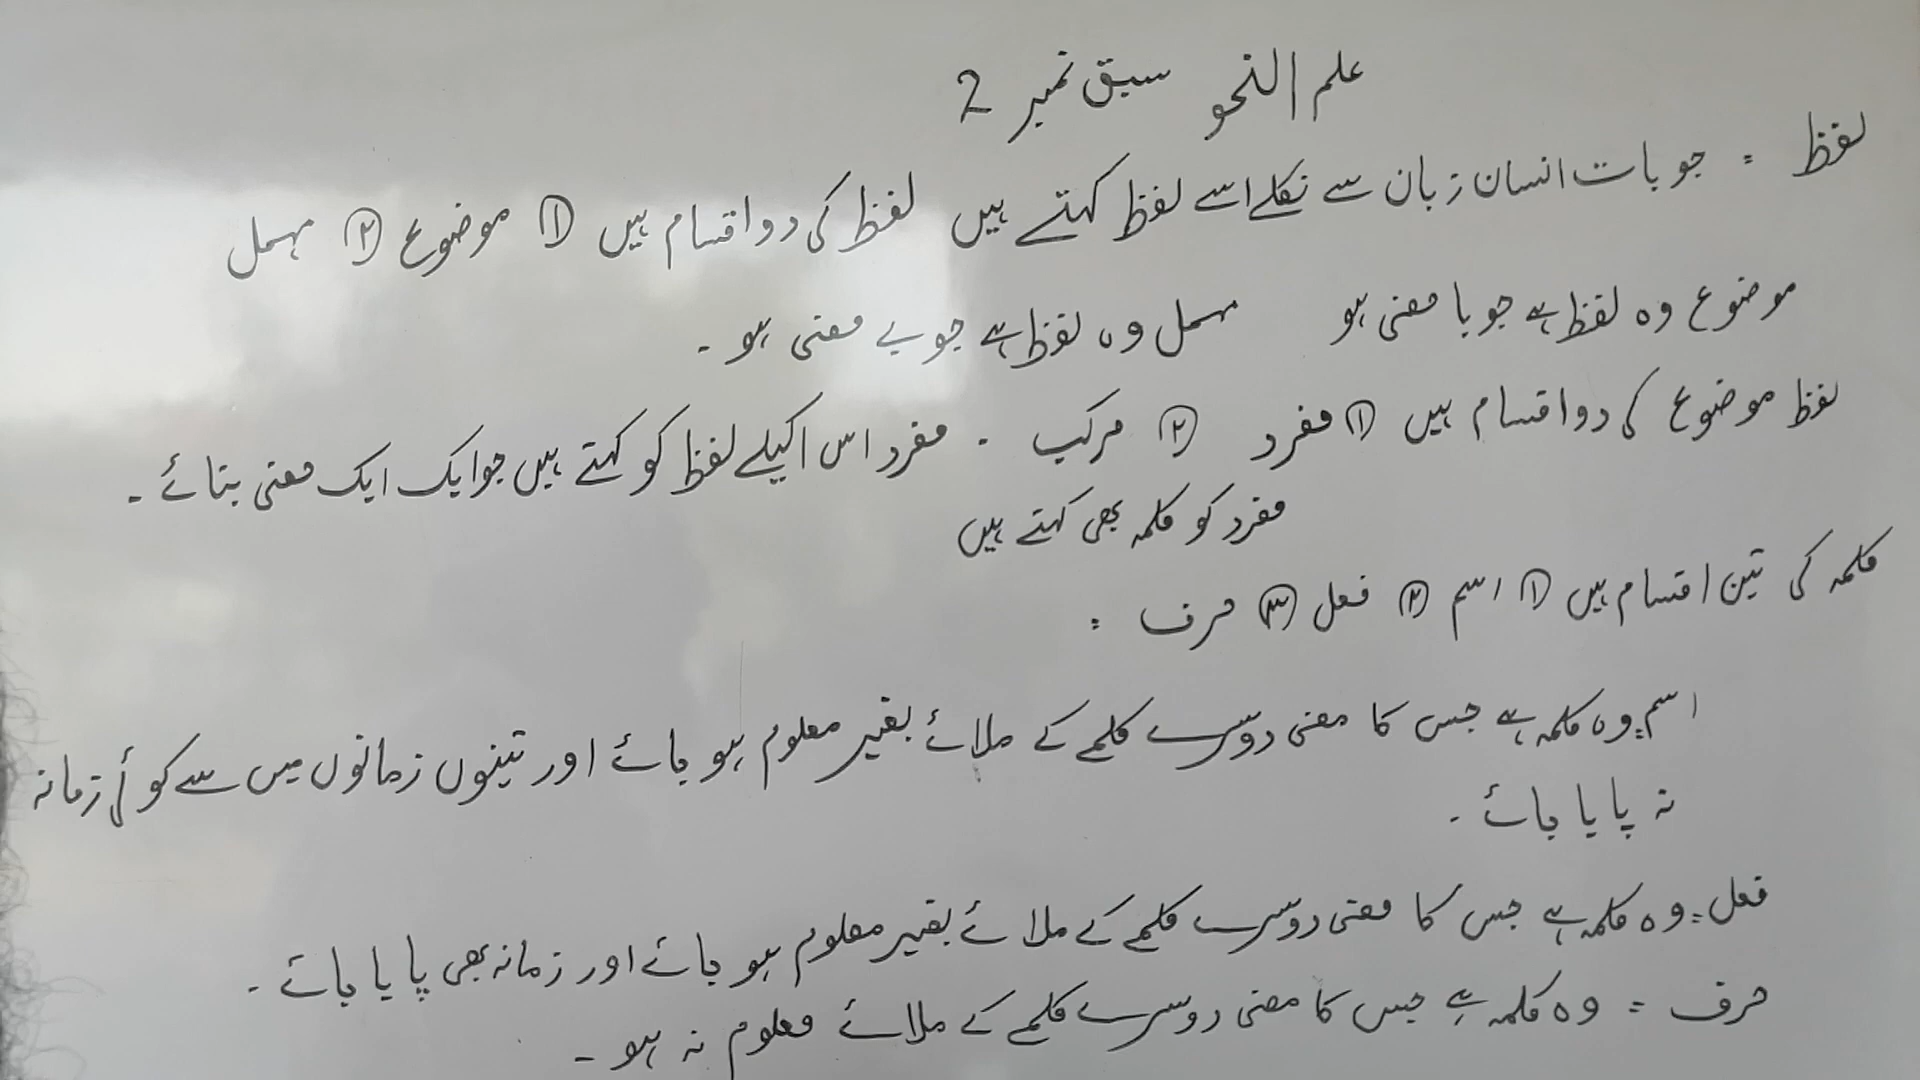 علم النحو سبق نمبر 2
لفظ = جو بات انسان زبان سے نکلے اسے لفظ کہتے ہیں لفظ کی دو اقسام ہیں ① موضوع ② مہمل
موضوع وہ لفظ ہے جو با معنی ہو مہمل وہ لفظ ہے جو بے معنی ہو ۔
لفظ موضوع کی دو اقسام ہیں ① مفرد ② مرکب ۔ مفرد اس اکیلے لفظ کو کہتے ہیں جو ایک ایک معنی بتائے ۔
مفرد کو کلمہ بھی کہتے ہیں
کلمہ کی تین اقسام ہیں ① اسم ② فعل ③ حرف =
اسم = وہ کلمہ ہے جس کا معنی دوسرے کلمے کے ملائے بغیر معلوم ہو جائے اور تینوں زمانوں میں سے کوئی زمانہ
نہ پایا جائے ۔
فعل = وہ کلمہ ہے جس کا معنی دوسرے کلمے کے ملائے بغیر معلوم ہو جائے اور زمانہ بھی پایا جائے ۔
حرف = وہ کلمہ ہے جس کا معنی دوسرے کلمے کے ملائے معلوم نہ ہو ۔